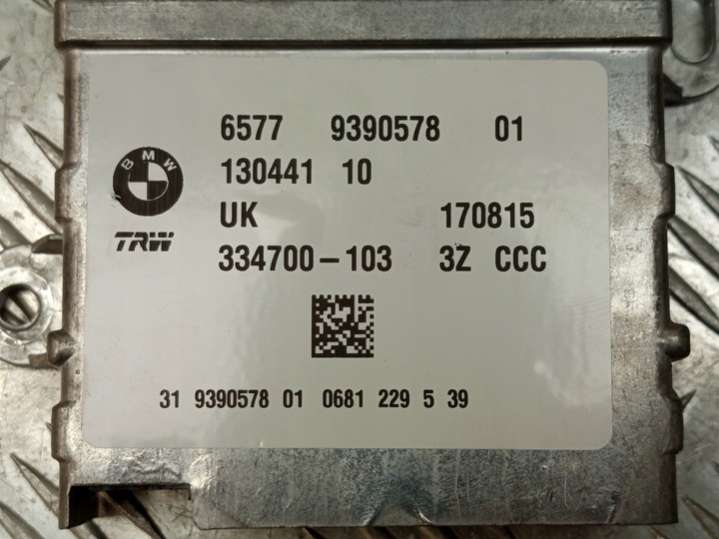 6577 9390578 01
130441 10
BMW
UK 170815
TRW
334700-103 3Z CCC
31 9390578 01 0681 229 5 39